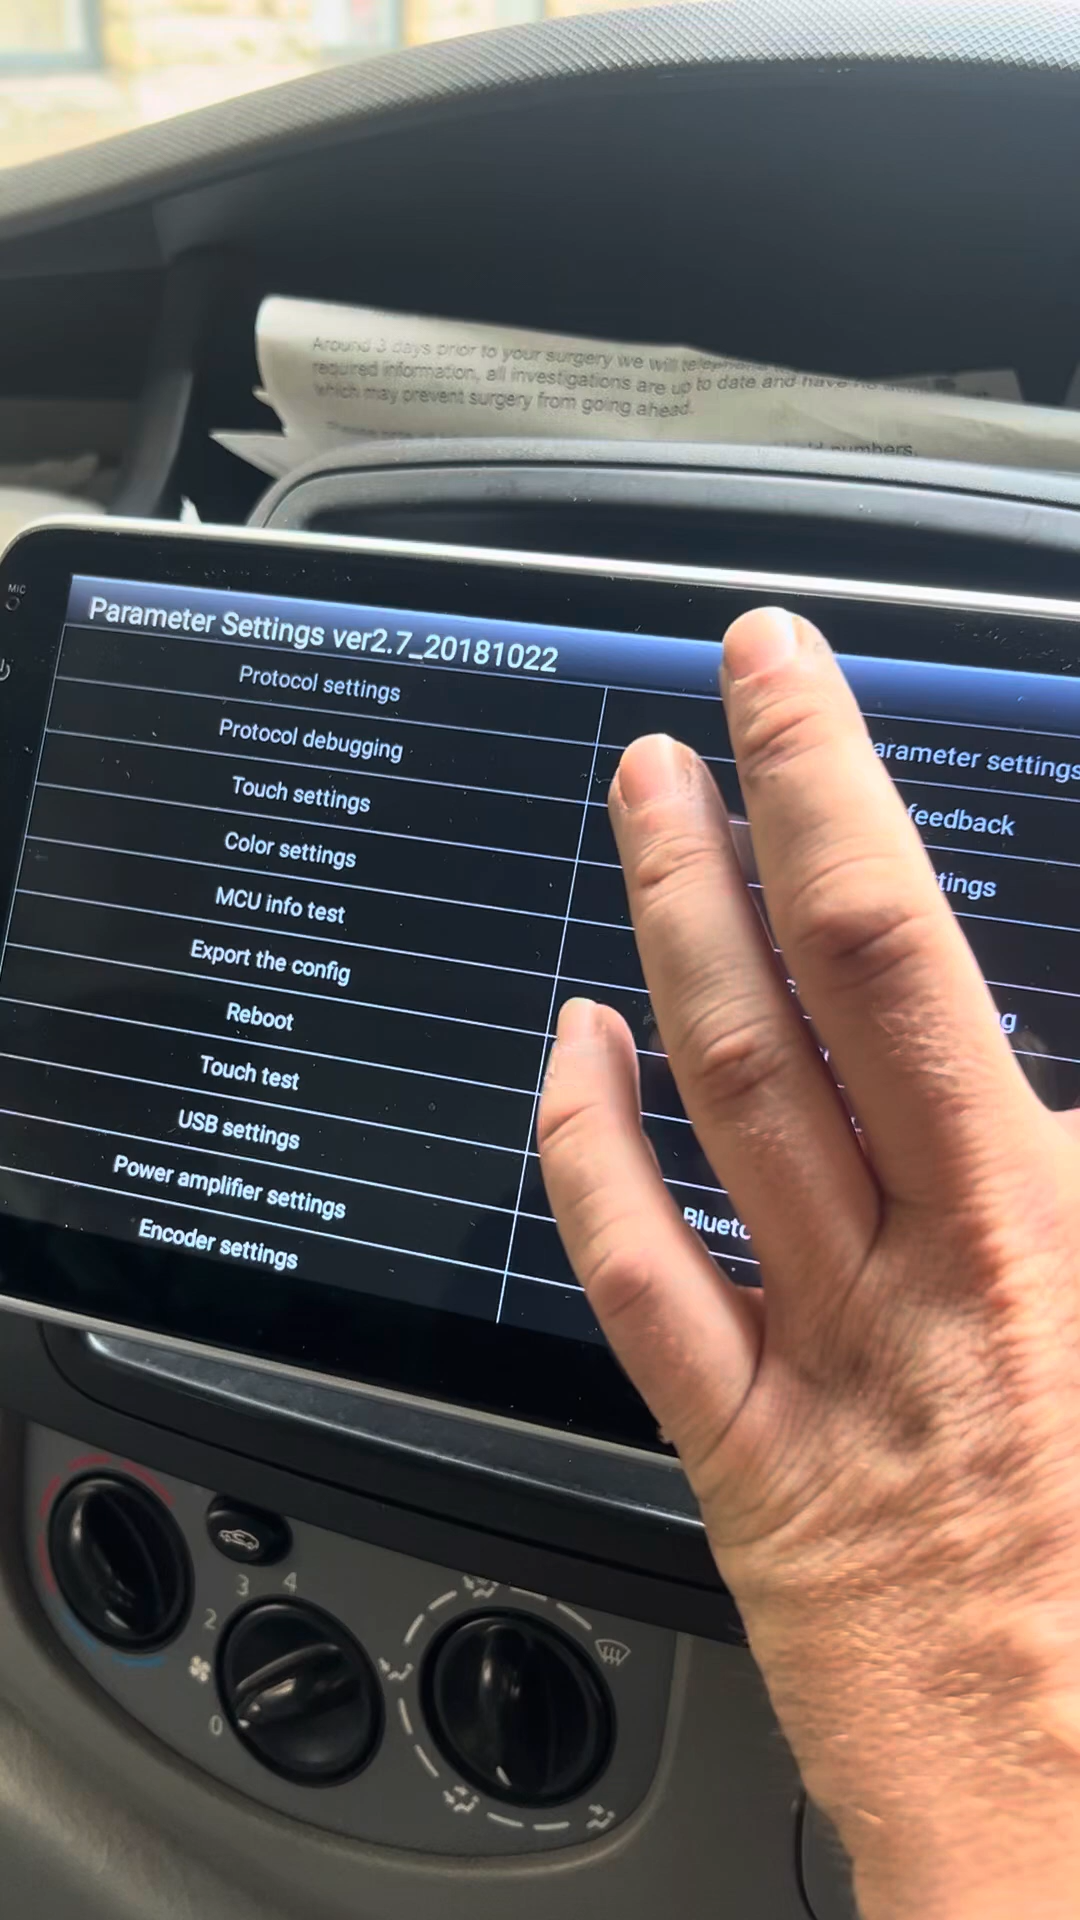 Around 3 days prior to your surgery we will telephone
required information, all investigations are up to date and have
which may prevent surgery from going ahead.
numbers.
MIC
Parameter Settings ver2.7_20181022
Protocol settings
arameter settings
Protocol debugging
feedback
Touch settings
tings
Color settings
MCU info test
g
Export the config
Reboot
Touch test
USB settings
Blueto
Power amplifier settings
Encoder settings
3 4
2
0